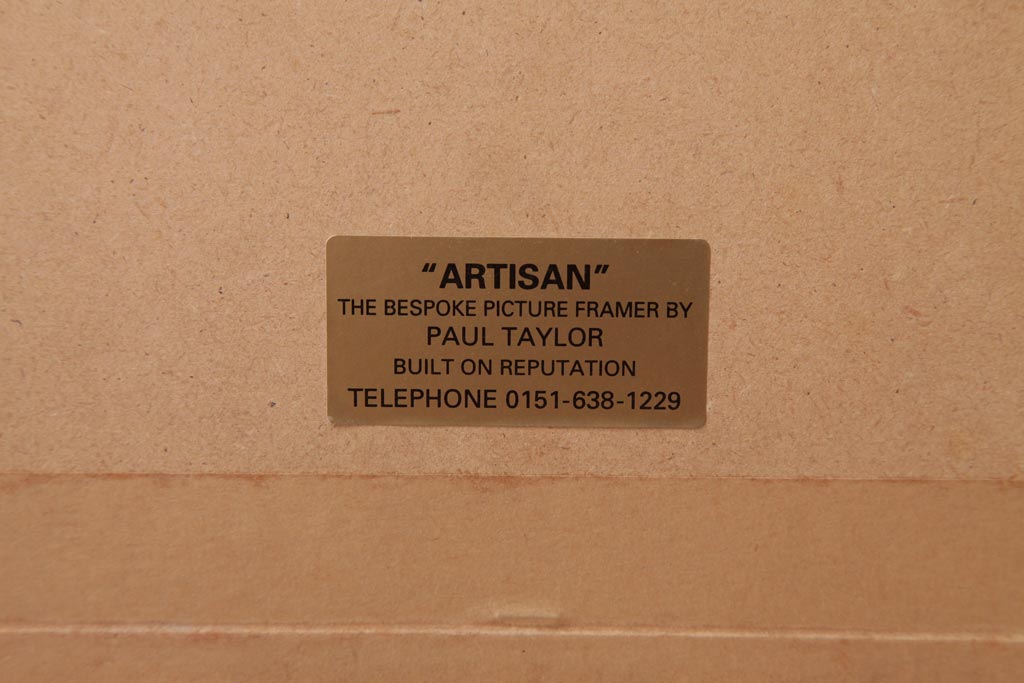 “ARTISAN”
THE BESPOKE PICTURE FRAMER BY
PAUL TAYLOR
BUILT ON REPUTATION
TELEPHONE 0151-638-1229